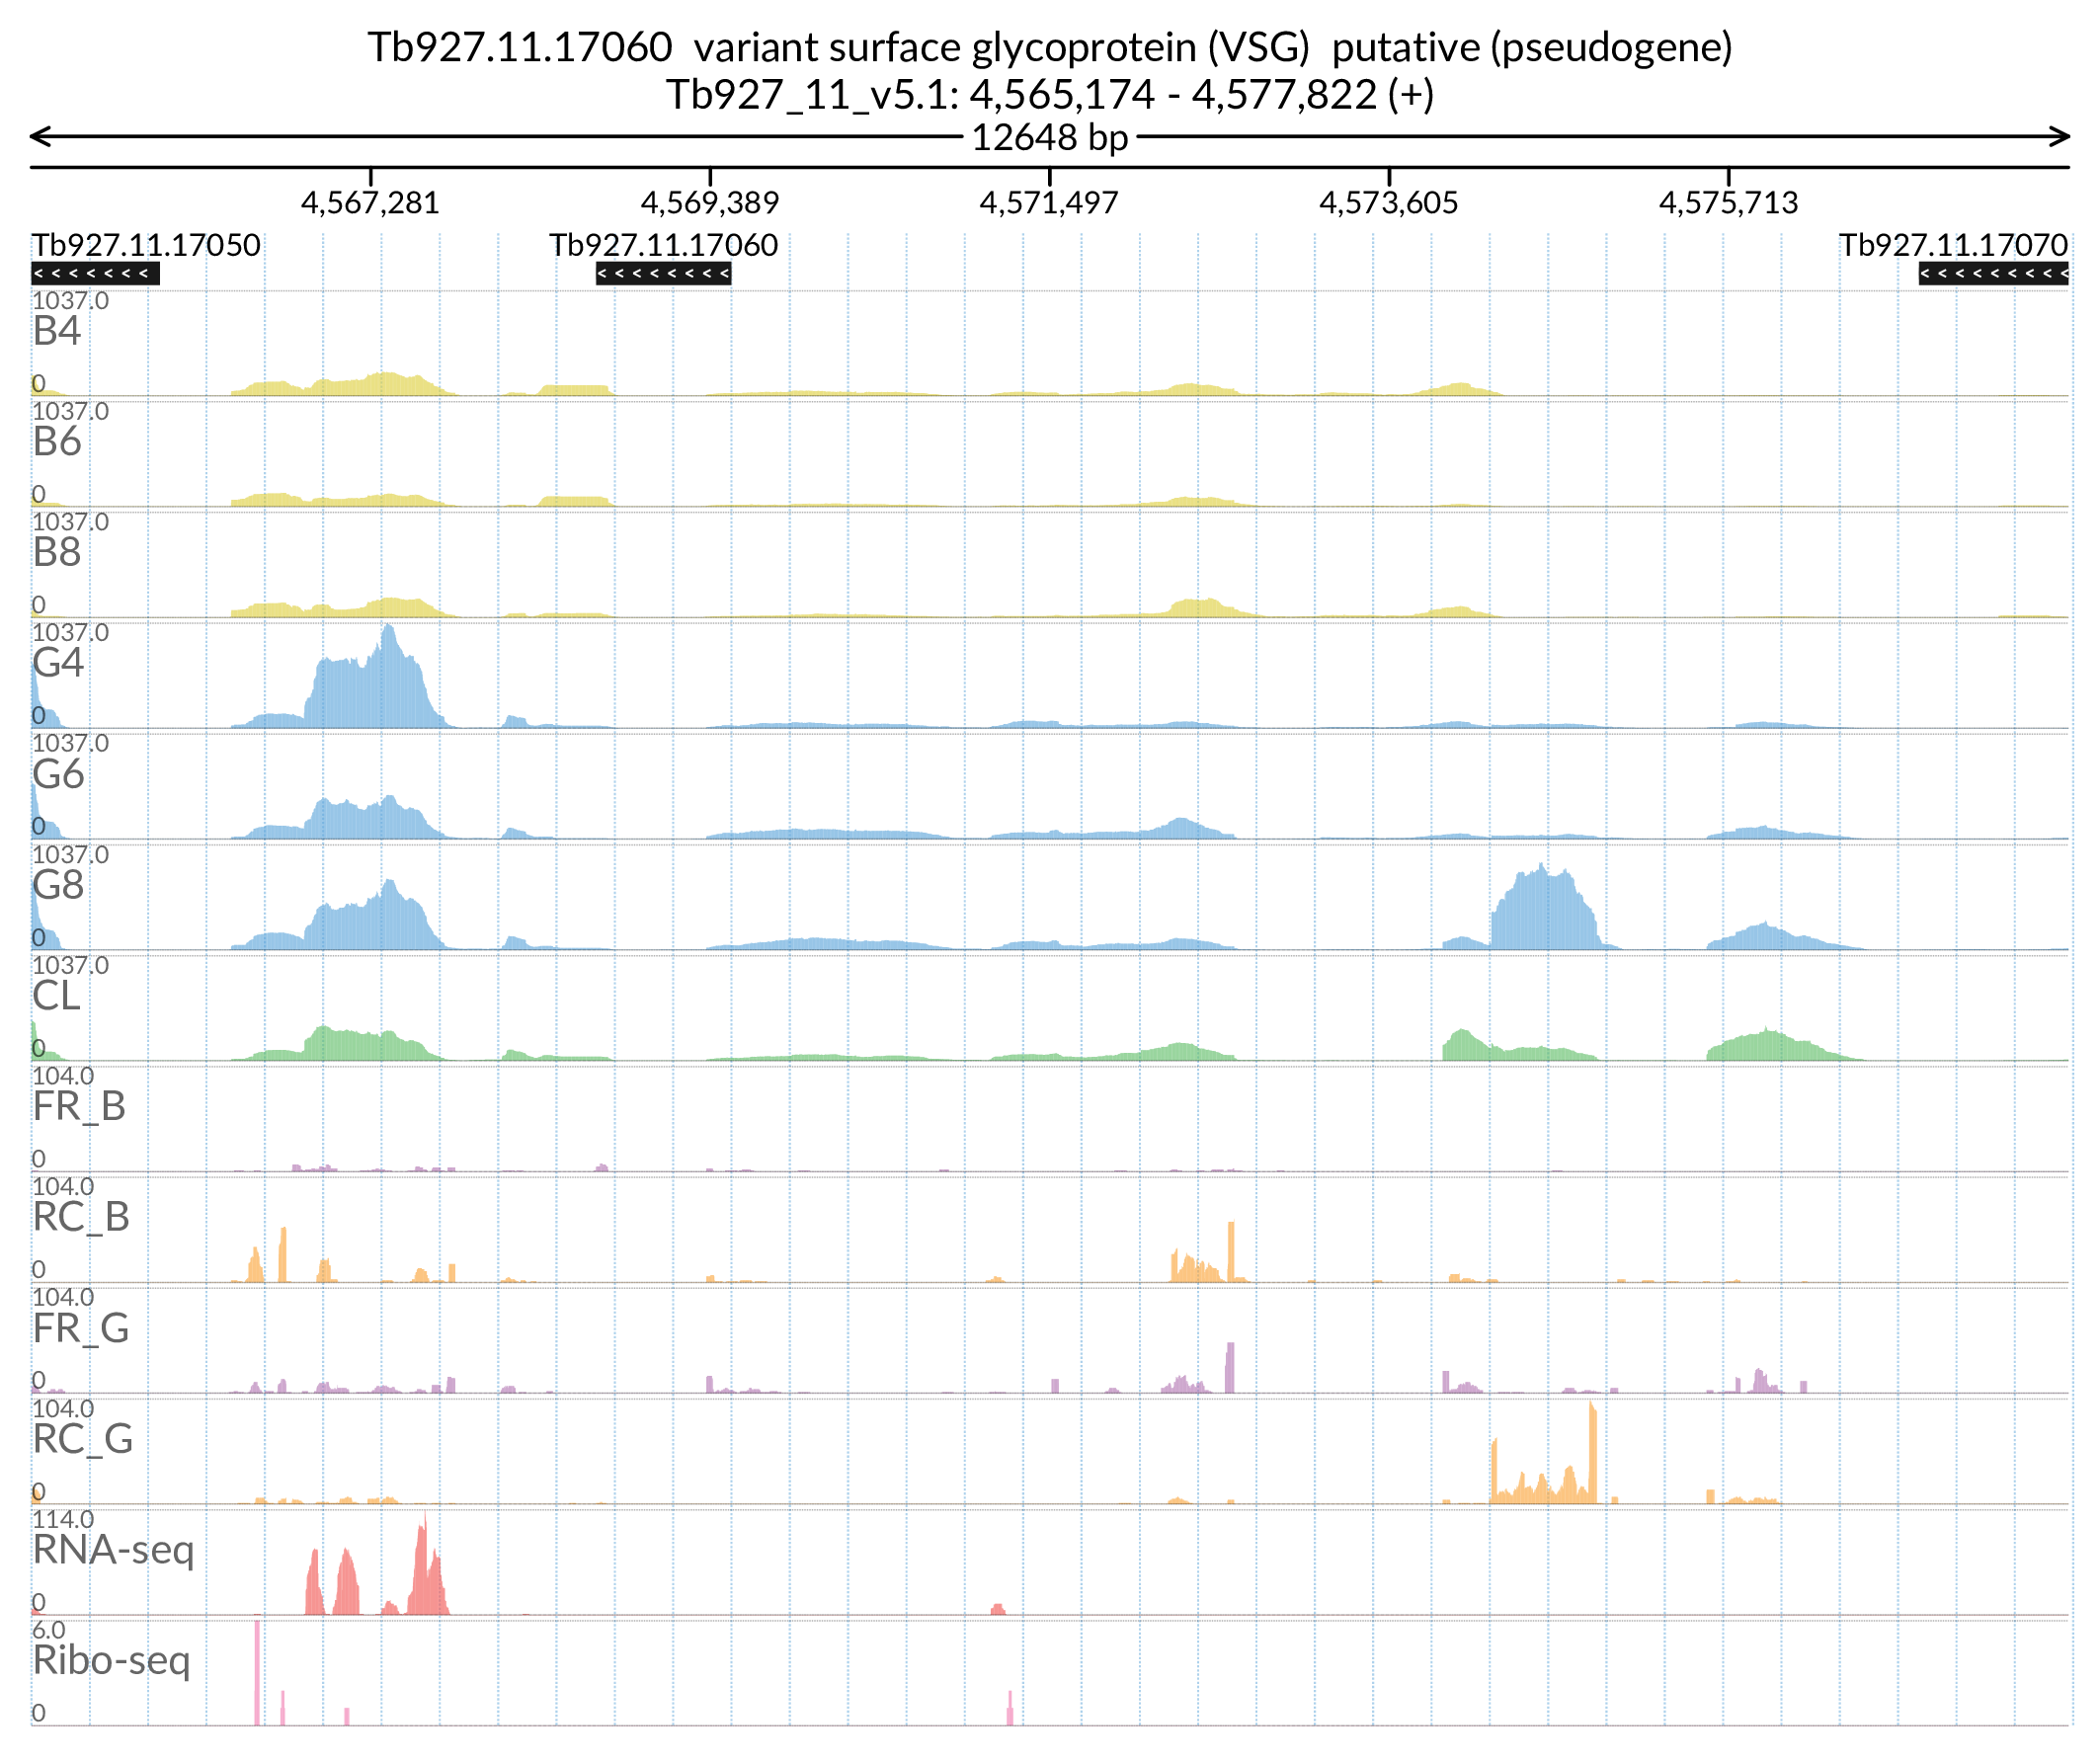 Tb927.11.17060 variant surface glycoprotein (VSG) putative (pseudogene)
Tb927_11_v5.1: 4,565,174 - 4,577,822 (+)
12648 bp
4,567,281 4,569,389 4,571,497 4,573,605 4,575,713
Tb927.11.17050 Tb927.11.17060 Tb927.11.17070
1037.0
B4
0
1037.0
B6
0
1037.0
B8
0
1037.0
G4
0
1037.0
G6
0
1037.0
G8
0
1037.0
CL
0
104.0
FR_B
0
104.0
RC_B
0
104.0
FR_G
0
104.0
RC_G
0
114.0
RNA-seq
0
6.0
Ribo-seq
0